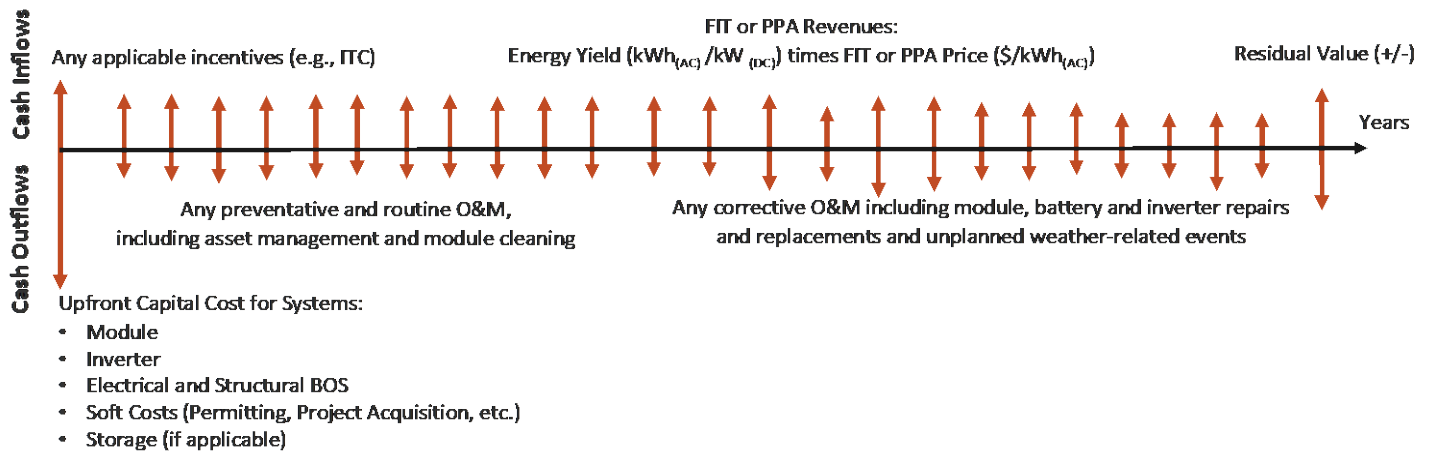 Cash Inflows
Cash Outflows
Any applicable incentives (e.g., ITC)
FIT or PPA Revenues:
Energy Yield (kWh(AC) /kW (DC)) times FIT or PPA Price ($/kWh(AC))
Residual Value (+/-)
Years
Any preventative and routine O&M,
including asset management and module cleaning
Any corrective O&M including module, battery and inverter repairs
and replacements and unplanned weather-related events
Upfront Capital Cost for Systems:
• Module
• Inverter
• Electrical and Structural BOS
• Soft Costs (Permitting, Project Acquisition, etc.)
• Storage (if applicable)